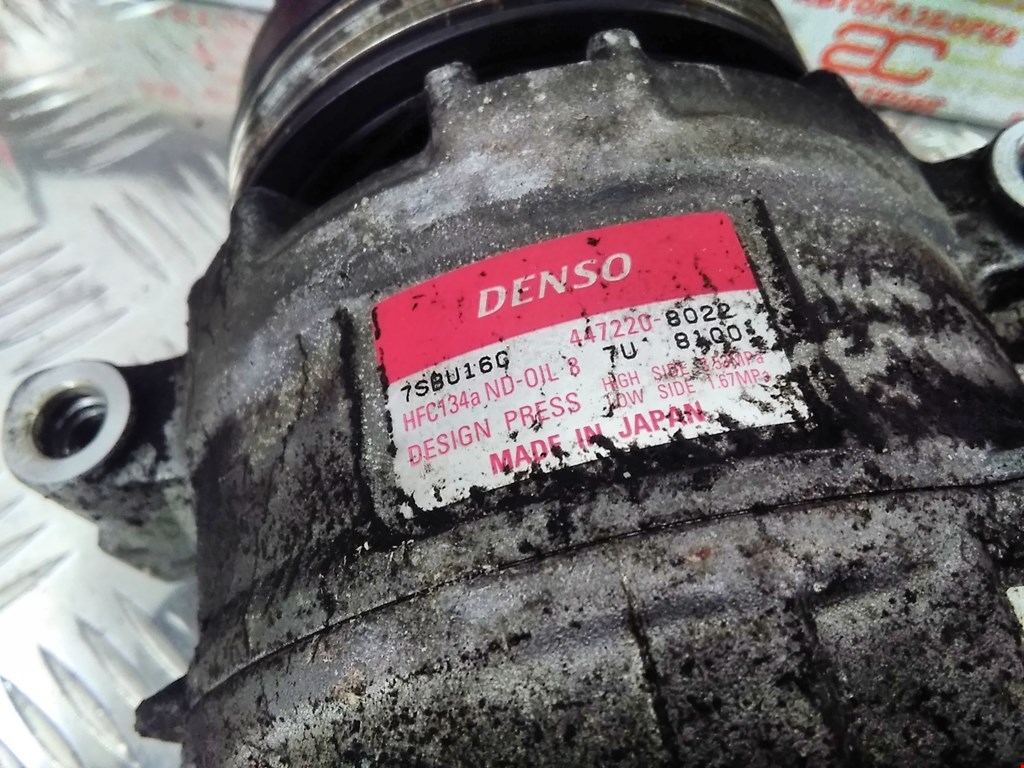 АВТОРАЗБОРКА
DENSO
447220-8022
7SBU16C 7U 8100
HFC134a ND-OIL 8
DESIGN PRESS HIGH SIDE
LOW SIDE 1.67MPa
MADE IN JAPAN